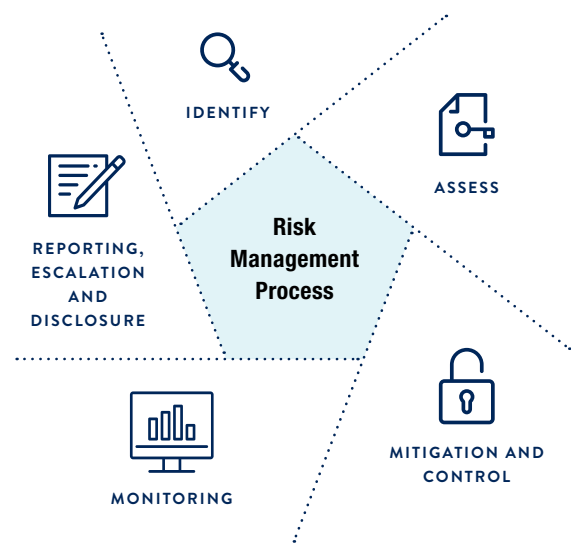 IDENTIFY
ASSESS
Risk
Management
Process
REPORTING,
ESCALATION
AND
DISCLOSURE
MITIGATION AND
CONTROL
MONITORING